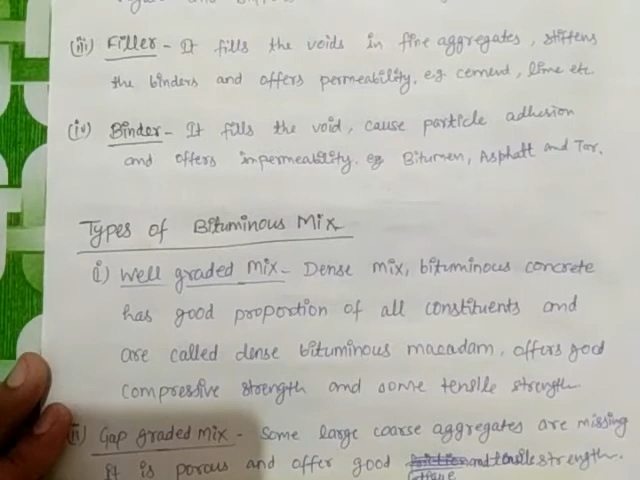 (iii) Filler - It fills the voids in fine aggregates, stiffens
the binders and offers permeability. eg. cement, lime etc.
(iv) Binder - It fills the void, cause particle adhesion
and offers impermeability. eg Bitumen, Asphalt and Tar.
Types of Bituminous Mix
(i) Well graded Mix - Dense mix, bituminous concrete
has good proportion of all constituents and
are called dense bituminous macadam, offers good
compressive strength and some tensile strength.
(ii) Gap graded mix - Some large coarse aggregates are missing
It is porous and offer good and tensile strength.